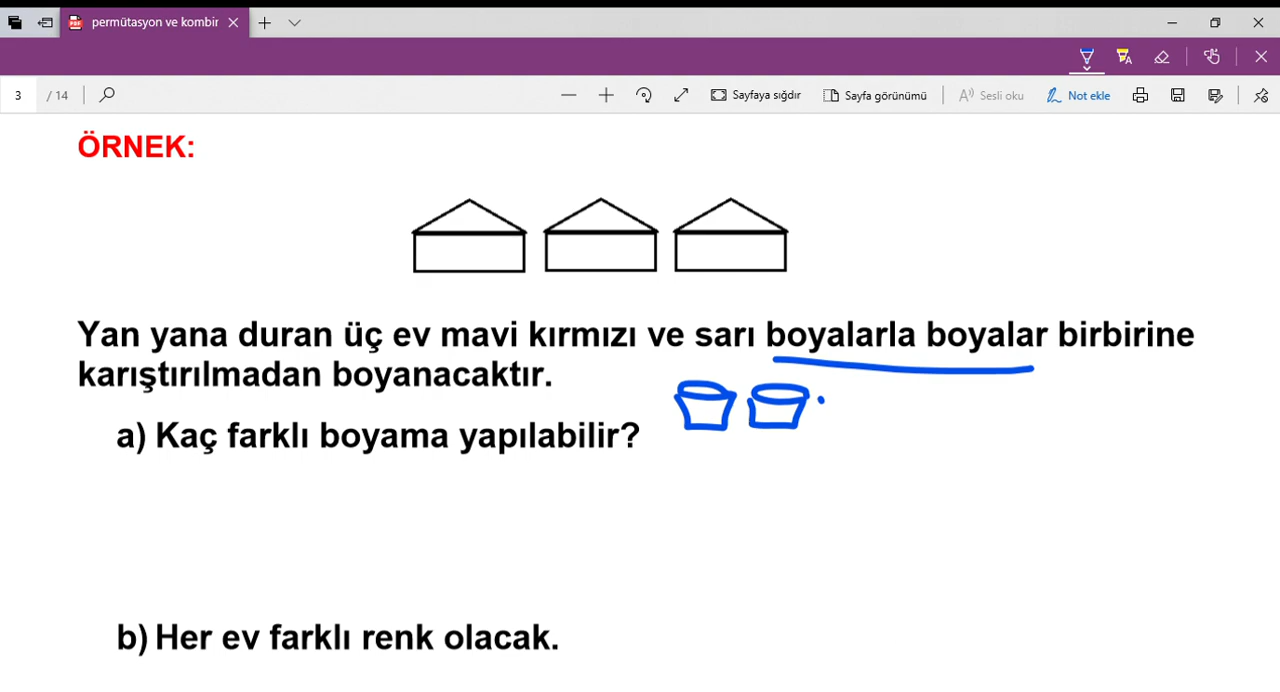 permütasyon ve kombir
3 / 14
Sayfaya sığdır
Sayfa görünümü
Sesli oku
Not ekle
ÖRNEK:
Yan yana duran üç ev mavi kırmızı ve sarı boyalarla boyalar birbirine
karıştırılmadan boyanacaktır.
a) Kaç farklı boyama yapılabilir?
b) Her ev farklı renk olacak.